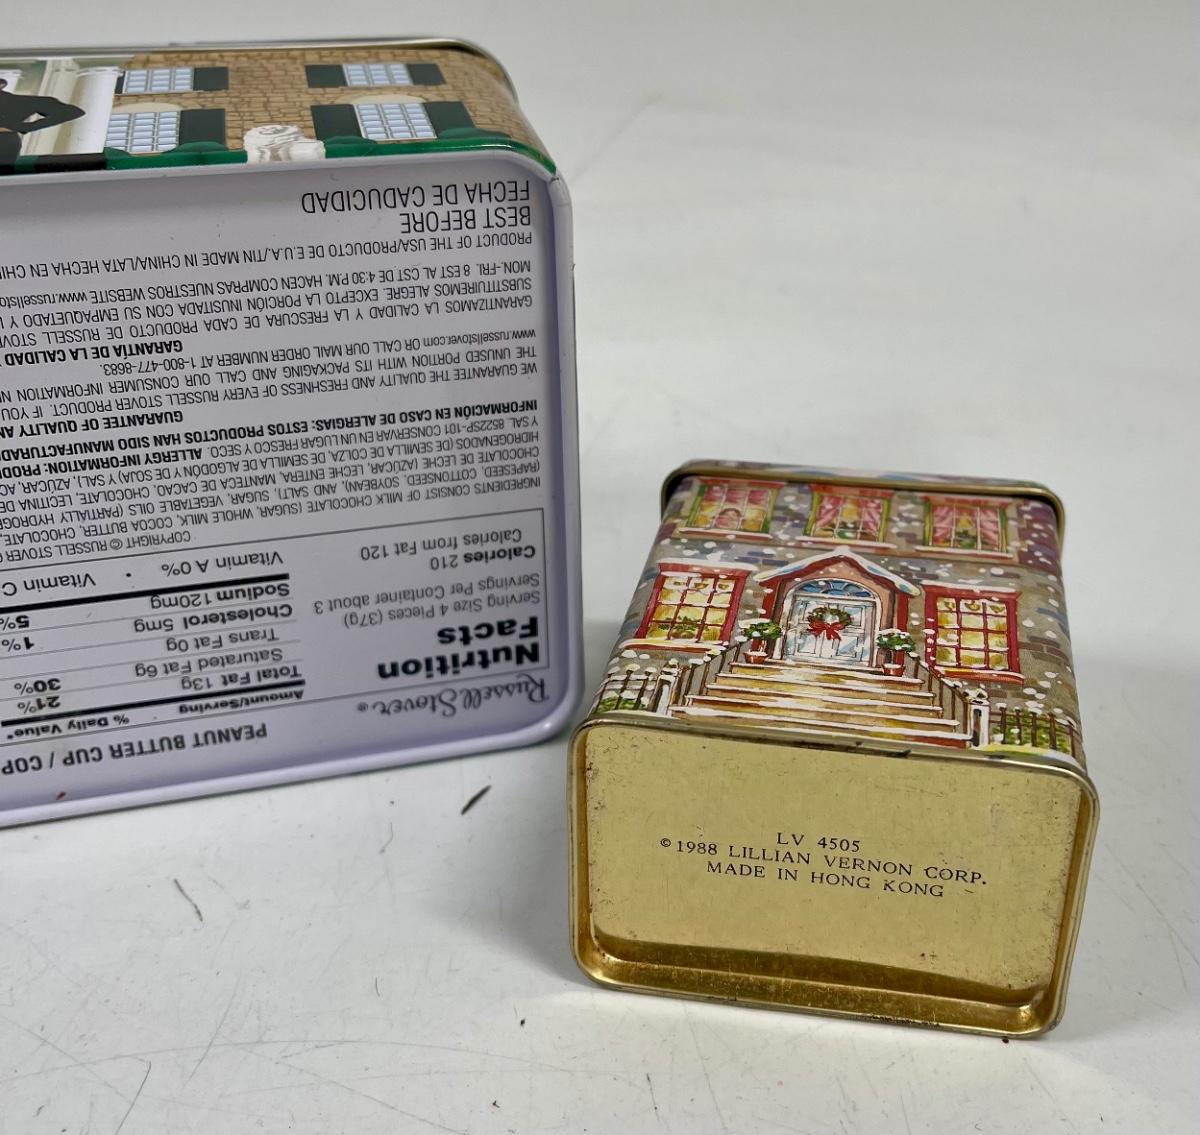 PEANUT BUTTER CUP / COP
Russell Stover®
Nutrition
Facts
Serving Size 4 Pieces (37g)
Servings Per Container about 3
Calories 210
Calories from Fat 120
Amount/Serving % Daily Value*
Total Fat 13g 21%
Saturated Fat 6g 30%
Trans Fat 0g
Cholesterol 5mg 1%
Sodium 120mg 5%
Vitamin A 0% • Vitamin C
COPYRIGHT © RUSSELL STOVER
INGREDIENTS CONSIST OF MILK CHOCOLATE (SUGAR, WHOLE MILK, COCOA BUTTER, CHOCOLATE,
(RAPESEED, COTTONSEED, SOYBEAN), AND SALT), SUGAR, VEGETABLE OILS (PARTIALLY HYDROG
CHOCOLATE DE LECHE (AZÚCAR, LECHE ENTERA, MANTECA DE CACAO, CHOCOLATE, LECITINA DE
HIDROGENADOS (DE SEMILLA DE COLZA, DE SEMILLA DE ALGODON Y DE SOJA) Y SAL), AZÚCAR,
Y SAL. 8522SP-101 CONSERVAR EN UN LUGAR FRESCO Y SECO. ALLERGY INFORMATION: PROD
INFORMACIÓN EN CASO DE ALERGIAS: ESTOS PRODUCTOS HAN SIDO MANUFACTURAD
GUARANTEE OF QUALITY AN
WE GUARANTEE THE QUALITY AND FRESHNESS OF EVERY RUSSELL STOVER PRODUCT. IF YOU
THE UNUSED PORTION WITH ITS PACKAGING AND CALL OUR CONSUMER INFORMATION
www.russellstover.com OR CALL OUR MAIL ORDER NUMBER AT 1-800-477-8683.
GARANTÍA DE LA CALIDAD
GARANTIZAMOS LA CALIDAD Y LA FRESCURA DE CADA PRODUCTO DE RUSSELL STOVE
SUBSTITUIREMOS ALEGRE. EXCEPTO LA PORCIÓN INUSITADA CON SU EMPAQUETADO Y
MON.-FRI. 8 EST AL CST DE 4:30 P.M. HACEN COMPRAS NUESTROS WEBSITE www.russellsto
PRODUCT OF THE USA/PRODUCTO DE E.U.A./TIN MADE IN CHINA/LATA HECHA EN CHIN
BEST BEFORE
FECHA DE CADUCIDAD
LV 4505
© 1988 LILLIAN VERNON CORP.
MADE IN HONG KONG